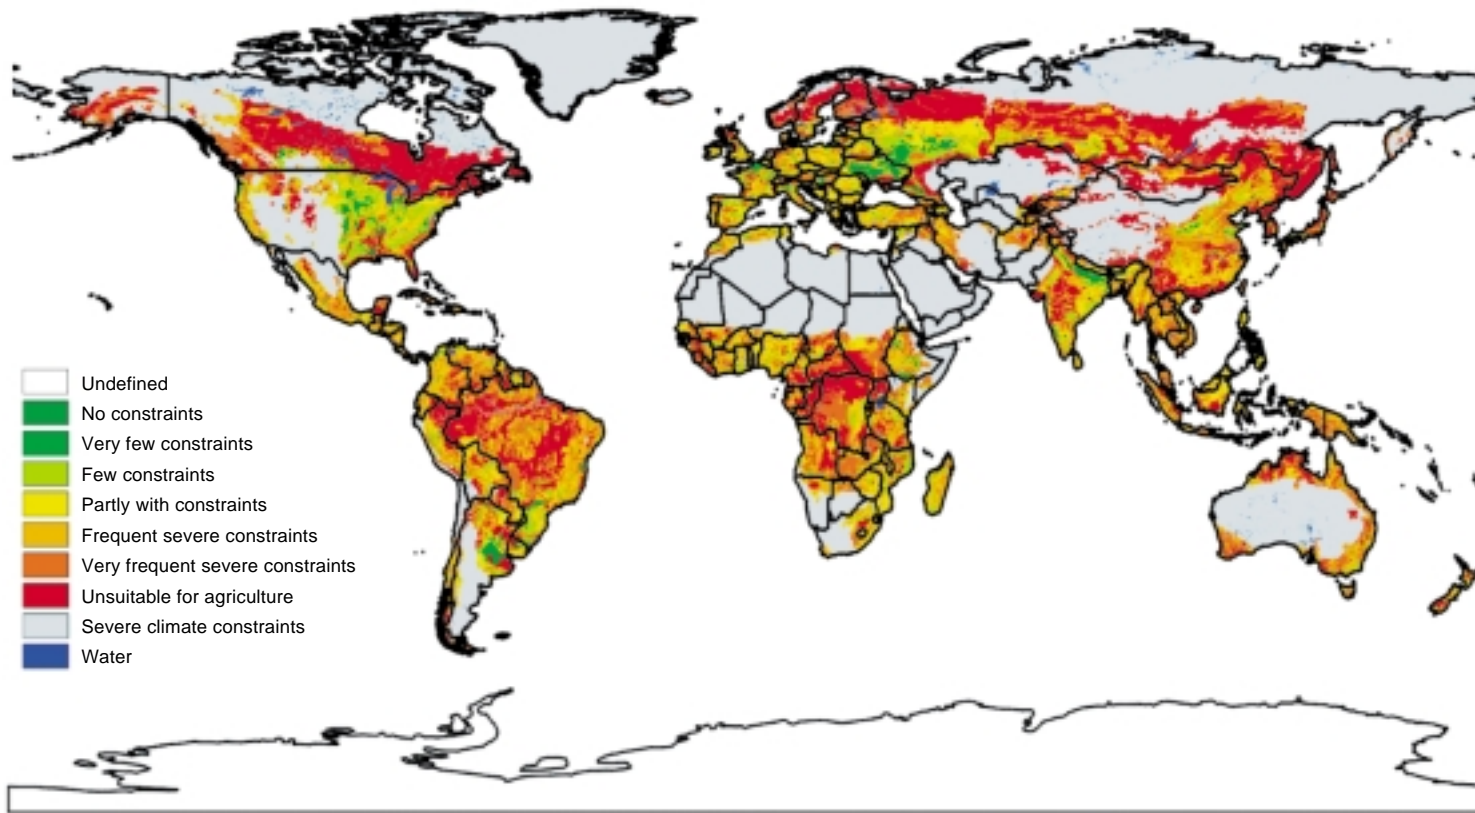 Undefined
No constraints
Very few constraints
Few constraints
Partly with constraints
Frequent severe constraints
Very frequent severe constraints
Unsuitable for agriculture
Severe climate constraints
Water